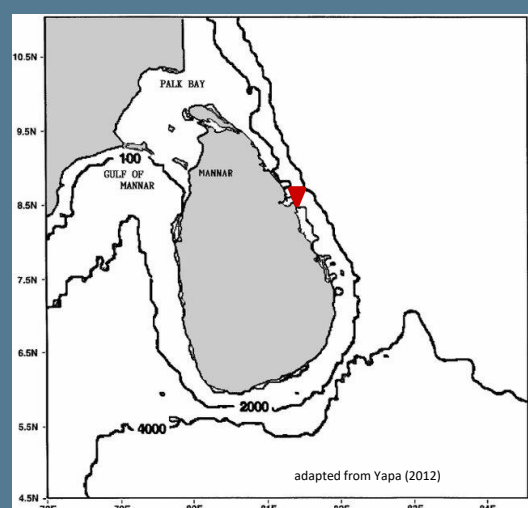 10.5N
PALK BAY
9.5N
100
GULF OF
MANNAR
MANNAR
8.5N
7.5N
6.5N
2000
5.5N
4000
adapted from Yapa (2012)
4.5N